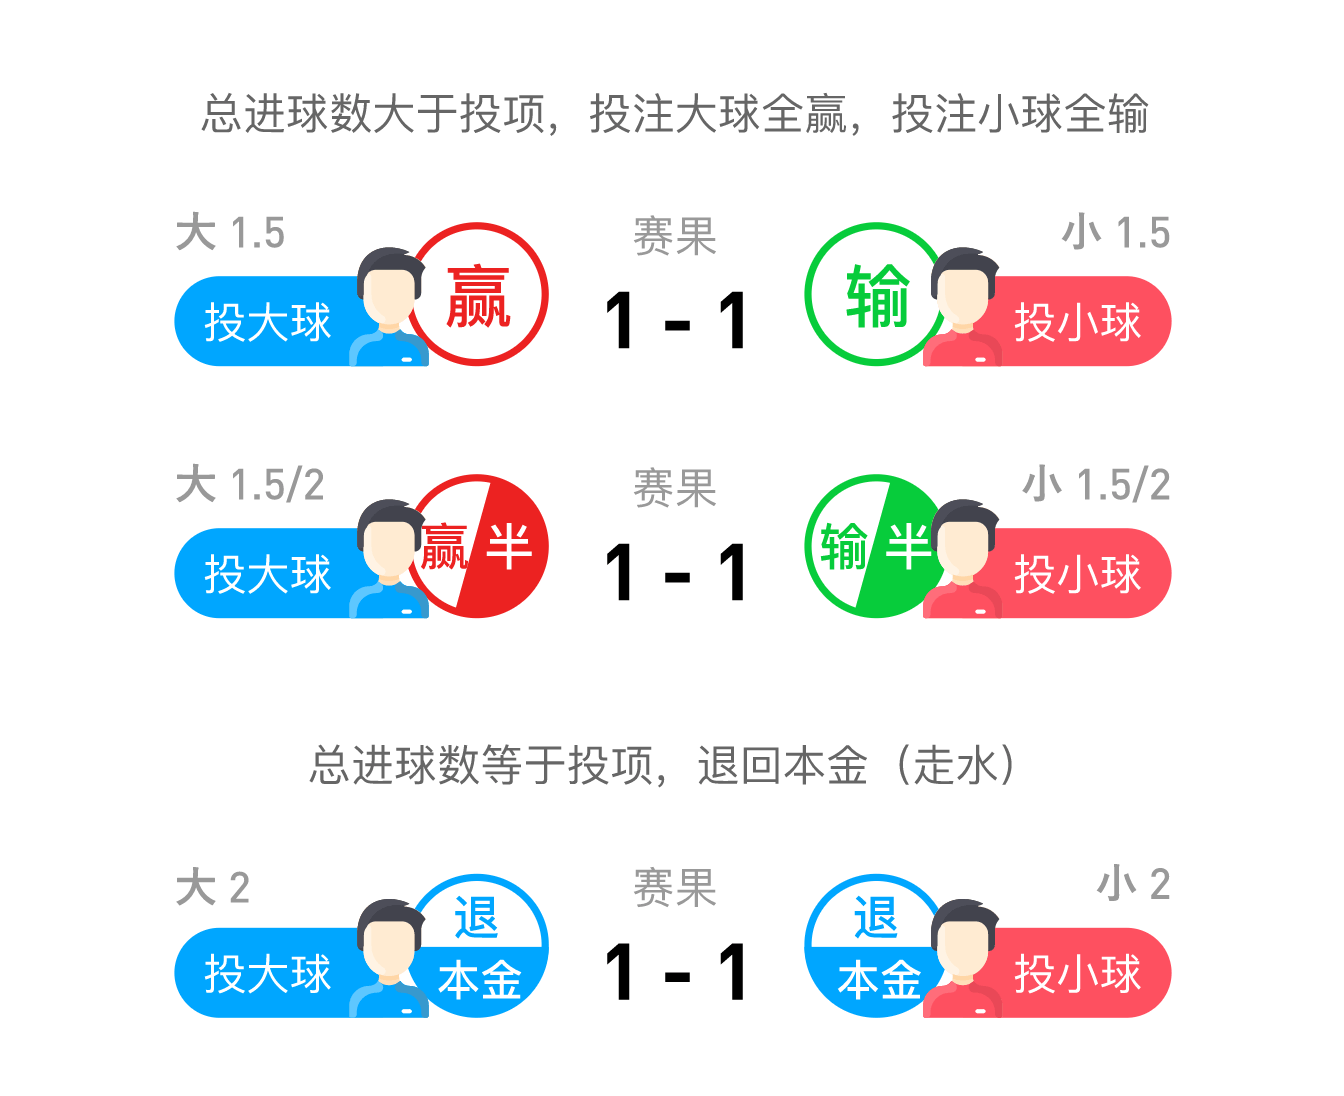 总进球数大于投项，投注大球全赢，投注小球全输
大 1.5 赛果 小 1.5
投大球 赢 1 - 1 输 投小球
大 1.5/2 赛果 小 1.5/2
投大球 赢半 1 - 1 输半 投小球
总进球数等于投项，退回本金（走水）
大 2 赛果 小 2
投大球 退本金 1 - 1 退本金 投小球